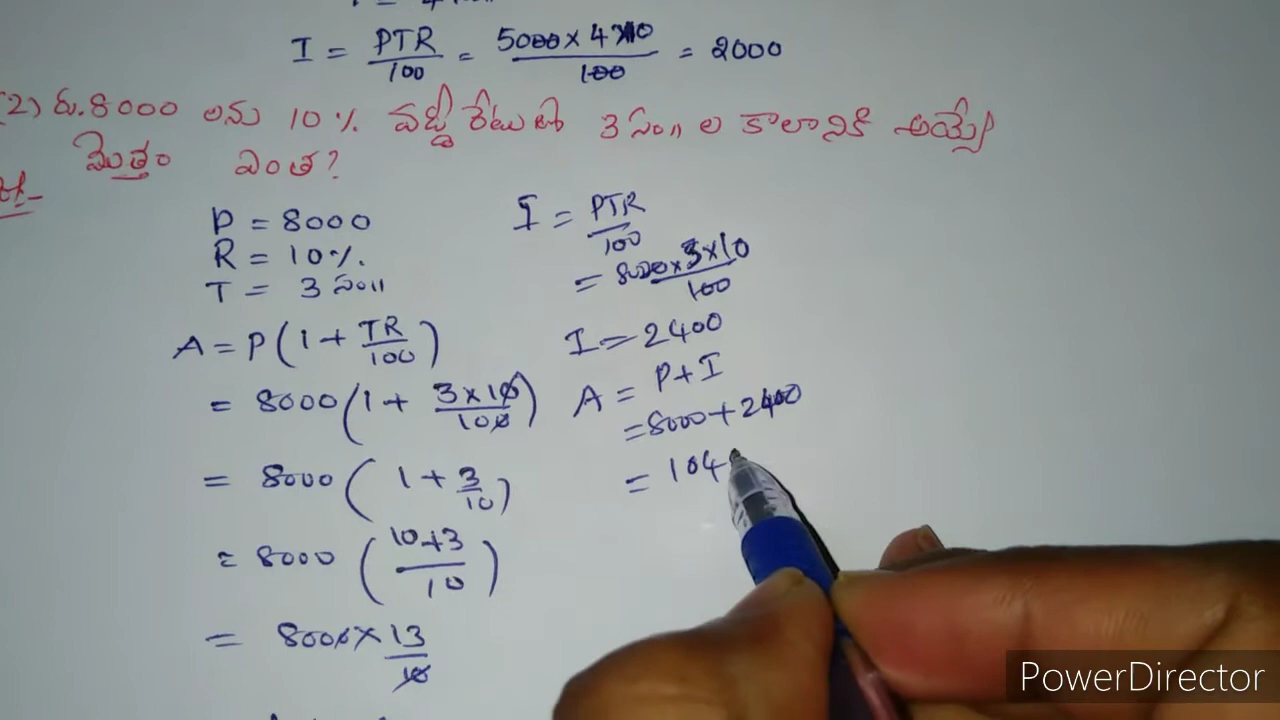 I = PTR/100 = 5000 × 4 × 10/100 = 2000
(2) రు.8000 లను 10% వడ్డీ రేటుతో 3 సం॥ ల కాలానికి అయ్యే
మొత్తం ఎంత?
P = 8000
R = 10%.
T = 3 సం॥
A = P(1 + TR/100)
= 8000(1 + 3×10/100)
= 8000(1 + 3/10)
= 8000(10+3/10)
= 8000 × 13/10
I = PTR/100
= 8000×3×10/100
I = 2400
A = P+I
= 8000+2400
= 104
PowerDirector